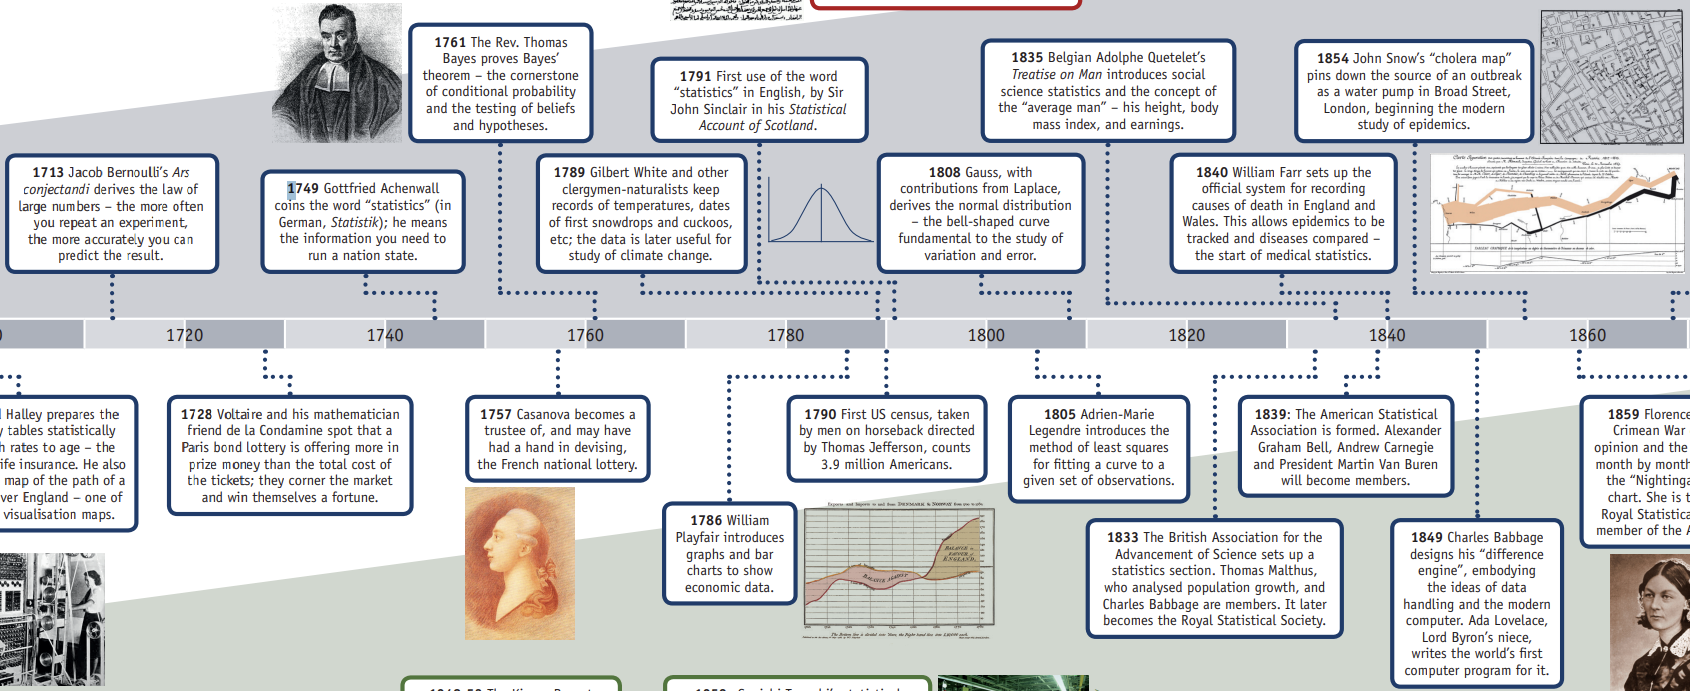 1761 The Rev. Thomas
Bayes proves Bayes’
theorem – the cornerstone
of conditional probability
and the testing of beliefs
and hypotheses.
1791 First use of the word
“statistics” in English, by Sir
John Sinclair in his Statistical
Account of Scotland.
1835 Belgian Adolphe Quetelet’s
Treatise on Man introduces social
science statistics and the concept of
the “average man” – his height, body
mass index, and earnings.
1854 John Snow’s “cholera map”
pins down the source of an outbreak
as a water pump in Broad Street,
London, beginning the modern
study of epidemics.
1713 Jacob Bernoulli’s Ars
conjectandi derives the law of
large numbers – the more often
you repeat an experiment,
the more accurately you can
predict the result.
1749 Gottfried Achenwall
coins the word “statistics” (in
German, Statistik); he means
the information you need to
run a nation state.
1789 Gilbert White and other
clergymen-naturalists keep
records of temperatures, dates
of first snowdrops and cuckoos,
etc; the data is later useful for
study of climate change.
1808 Gauss, with
contributions from Laplace,
derives the normal distribution
– the bell-shaped curve
fundamental to the study of
variation and error.
1840 William Farr sets up the
official system for recording
causes of death in England and
Wales. This allows epidemics to be
tracked and diseases compared –
the start of medical statistics.
1720 1740 1760 1780 1800 1820 1840 1860
Halley prepares the
tables statistically
rates to age – the
life insurance. He also
map of the path of a
over England – one of
visualisation maps.
1728 Voltaire and his mathematician
friend de la Condamine spot that a
Paris bond lottery is offering more in
prize money than the total cost of
the tickets; they corner the market
and win themselves a fortune.
1757 Casanova becomes a
trustee of, and may have
had a hand in devising,
the French national lottery.
1786 William
Playfair introduces
graphs and bar
charts to show
economic data.
1790 First US census, taken
by men on horseback directed
by Thomas Jefferson, counts
3.9 million Americans.
1805 Adrien-Marie
Legendre introduces the
method of least squares
for fitting a curve to a
given set of observations.
1833 The British Association for the
Advancement of Science sets up a
statistics section. Thomas Malthus,
who analysed population growth, and
Charles Babbage are members. It later
becomes the Royal Statistical Society.
1839: The American Statistical
Association is formed. Alexander
Graham Bell, Andrew Carnegie
and President Martin Van Buren
will become members.
1849 Charles Babbage
designs his “difference
engine”, embodying
the ideas of data
handling and the modern
computer. Ada Lovelace,
Lord Byron’s niece,
writes the world’s first
computer program for it.
1859 Florence
Crimean War
opinion and the
month by month
the “Nightinga
chart. She is t
Royal Statistica
member of the A
Exports and Imports to and from DENMARK & NORWAY from 1700 to 1780.
BALANCE AGAINST
BALANCE in FAVOUR of ENGLAND.